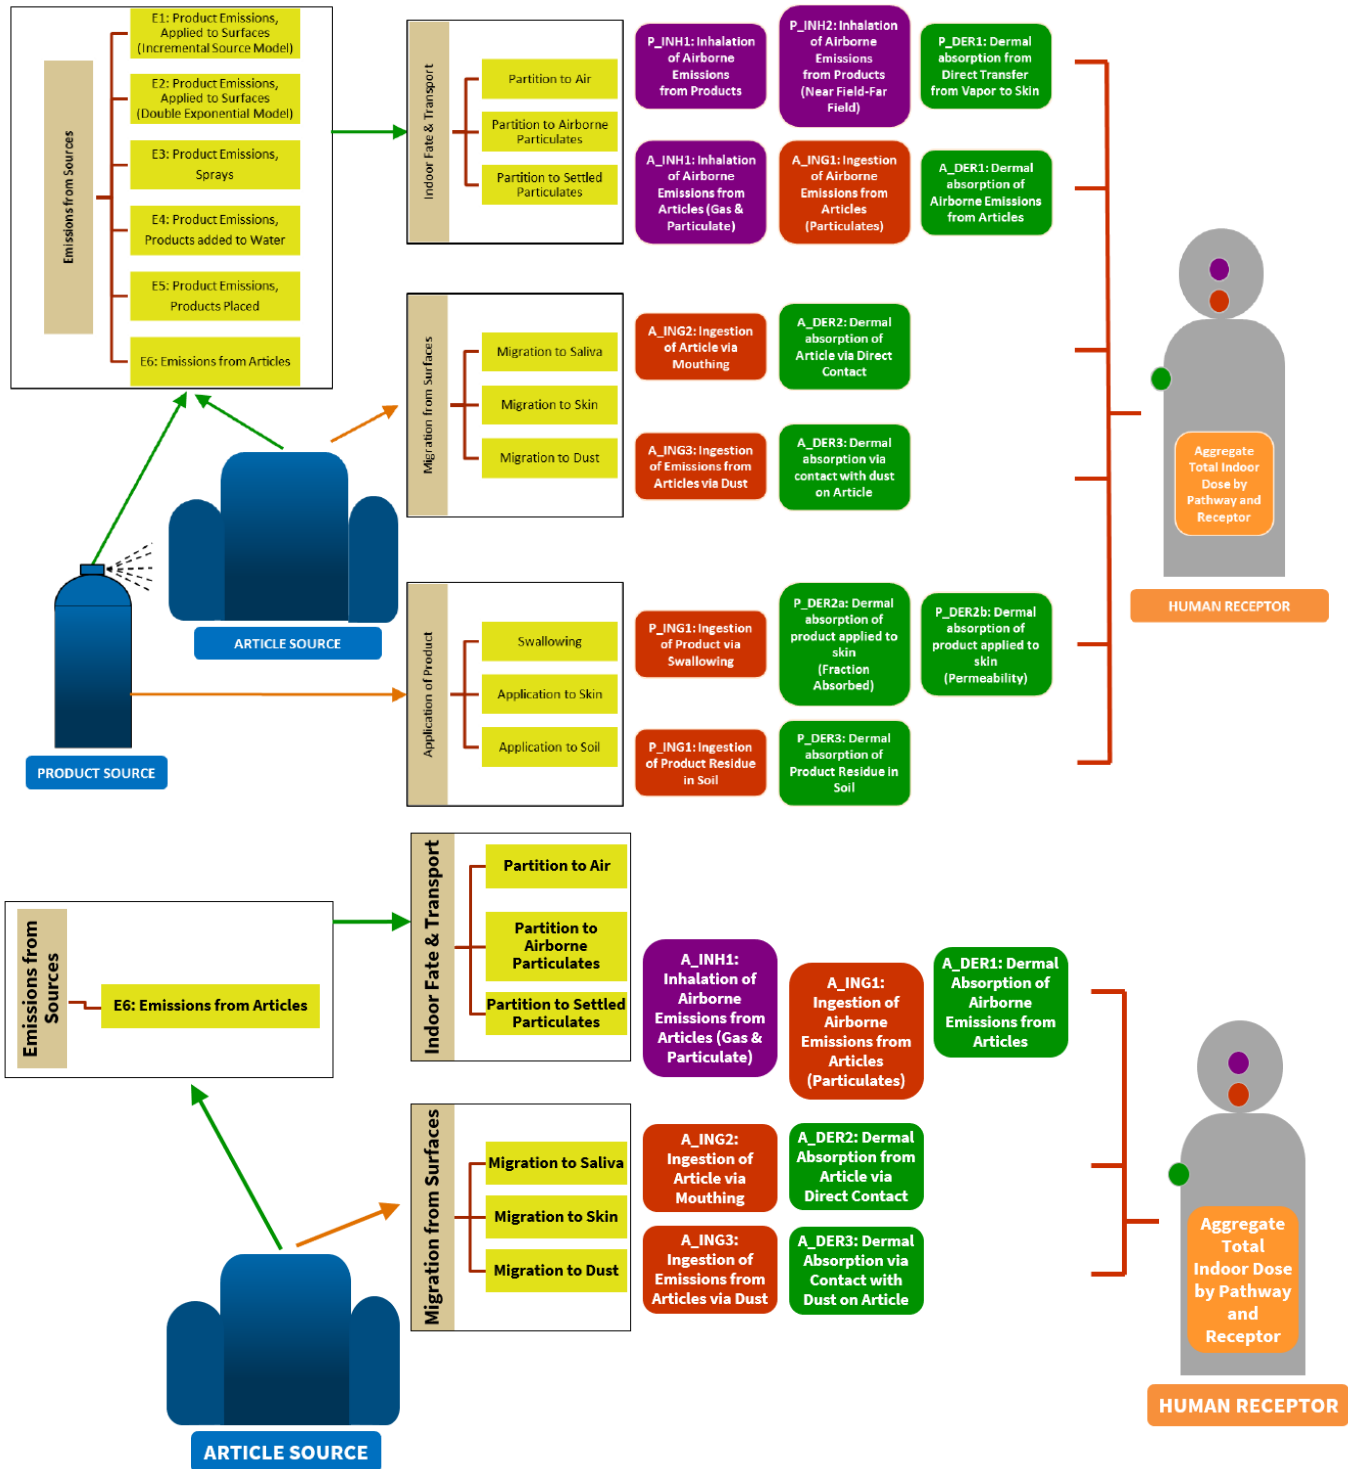 Emissions from Sources
E1: Product Emissions,
Applied to Surfaces
(Incremental Source Model)
E2: Product Emissions,
Applied to Surfaces
(Double Exponential Model)
E3: Product Emissions,
Sprays
E4: Product Emissions,
Products added to Water
E5: Product Emissions,
Products Placed
E6: Emissions from Articles
Indoor Fate & Transport
Partition to Air
Partition to Airborne
Particulates
Partition to Settled
Particulates
P_INH1: Inhalation
of Airborne
Emissions
from Products
P_INH2: Inhalation
of Airborne
Emissions
from Products
(Near Field-Far
Field)
P_DER1: Dermal
absorption from
Direct Transfer
from Vapor to Skin
A_INH1: Inhalation
of Airborne
Emissions from
Articles (Gas &
Particulate)
A_ING1: Ingestion
of Airborne
Emissions from
Articles
(Particulates)
A_DER1: Dermal
absorption of
Airborne Emissions
from Articles
Migration from Surfaces
Migration to Saliva
Migration to Skin
Migration to Dust
A_ING2: Ingestion
of Article via
Mouthing
A_DER2: Dermal
absorption of
Article via Direct
Contact
A_ING3: Ingestion
of Emissions from
Articles via Dust
A_DER3: Dermal
absorption via
contact with dust
on Article
Aggregate
Total Indoor
Dose by
Pathway and
Receptor
HUMAN RECEPTOR
ARTICLE SOURCE
PRODUCT SOURCE
Application of Product
Swallowing
Application to Skin
Application to Soil
P_ING1: Ingestion
of Product via
Swallowing
P_DER2a: Dermal
absorption of
product applied to
skin
(Fraction
Absorbed)
P_DER2b: Dermal
absorption of
product applied to
skin
(Permeability)
P_ING1: Ingestion
of Product Residue
in Soil
P_DER3: Dermal
absorption of
Product Residue in
Soil
Emissions from
Sources
E6: Emissions from Articles
Indoor Fate & Transport
Partition to Air
Partition to
Airborne
Particulates
Partition to Settled
Particulates
A_INH1:
Inhalation of
Airborne
Emissions from
Articles (Gas &
Particulate)
A_ING1:
Ingestion of
Airborne
Emissions from
Articles
(Particulates)
A_DER1: Dermal
Absorption of
Airborne
Emissions from
Articles
Migration from Surfaces
Migration to Saliva
Migration to Skin
Migration to Dust
A_ING2:
Ingestion of
Article via
Mouthing
A_DER2: Dermal
Absorption from
Article via
Direct Contact
A_ING3:
Ingestion of
Emissions from
Articles via Dust
A_DER3: Dermal
Absorption via
Contact with
Dust on Article
Aggregate
Total
Indoor Dose
by Pathway
and
Receptor
HUMAN RECEPTOR
ARTICLE SOURCE